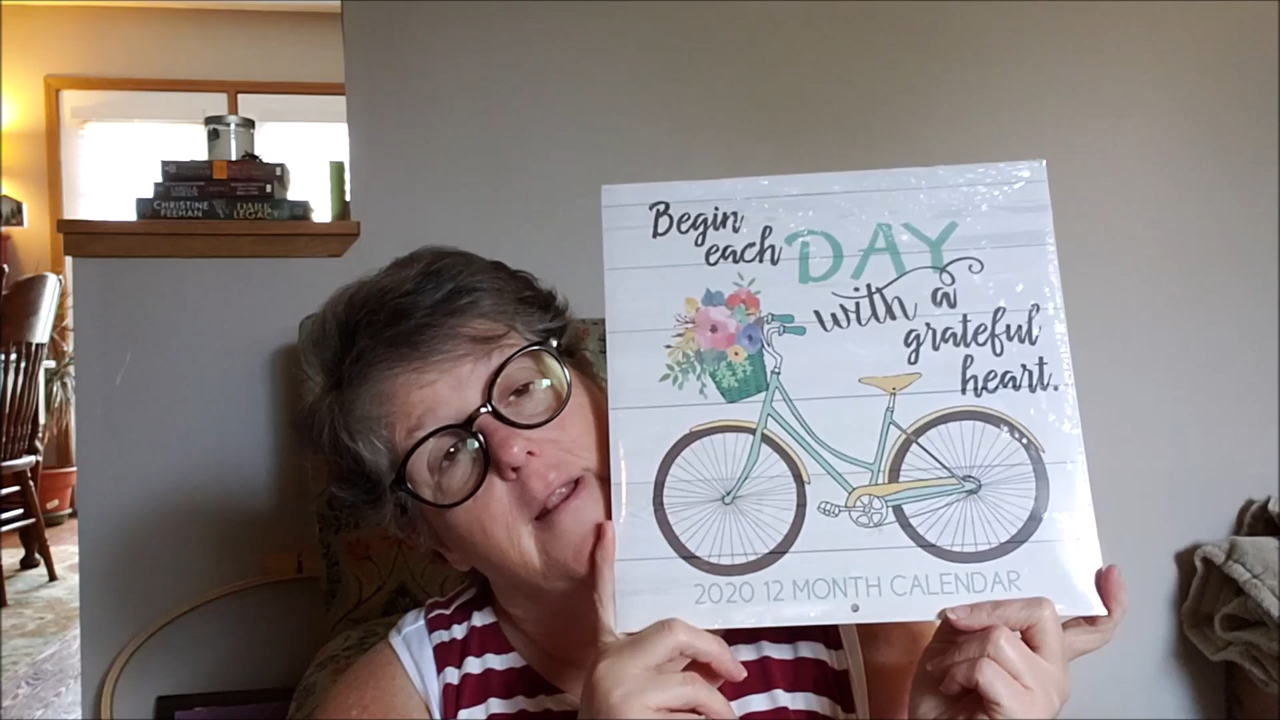 Begin
each DAY
with a
grateful
heart.
2020 12 MONTH CALENDAR
CHRISTINE
FEEHAN
DARK
LEGACY